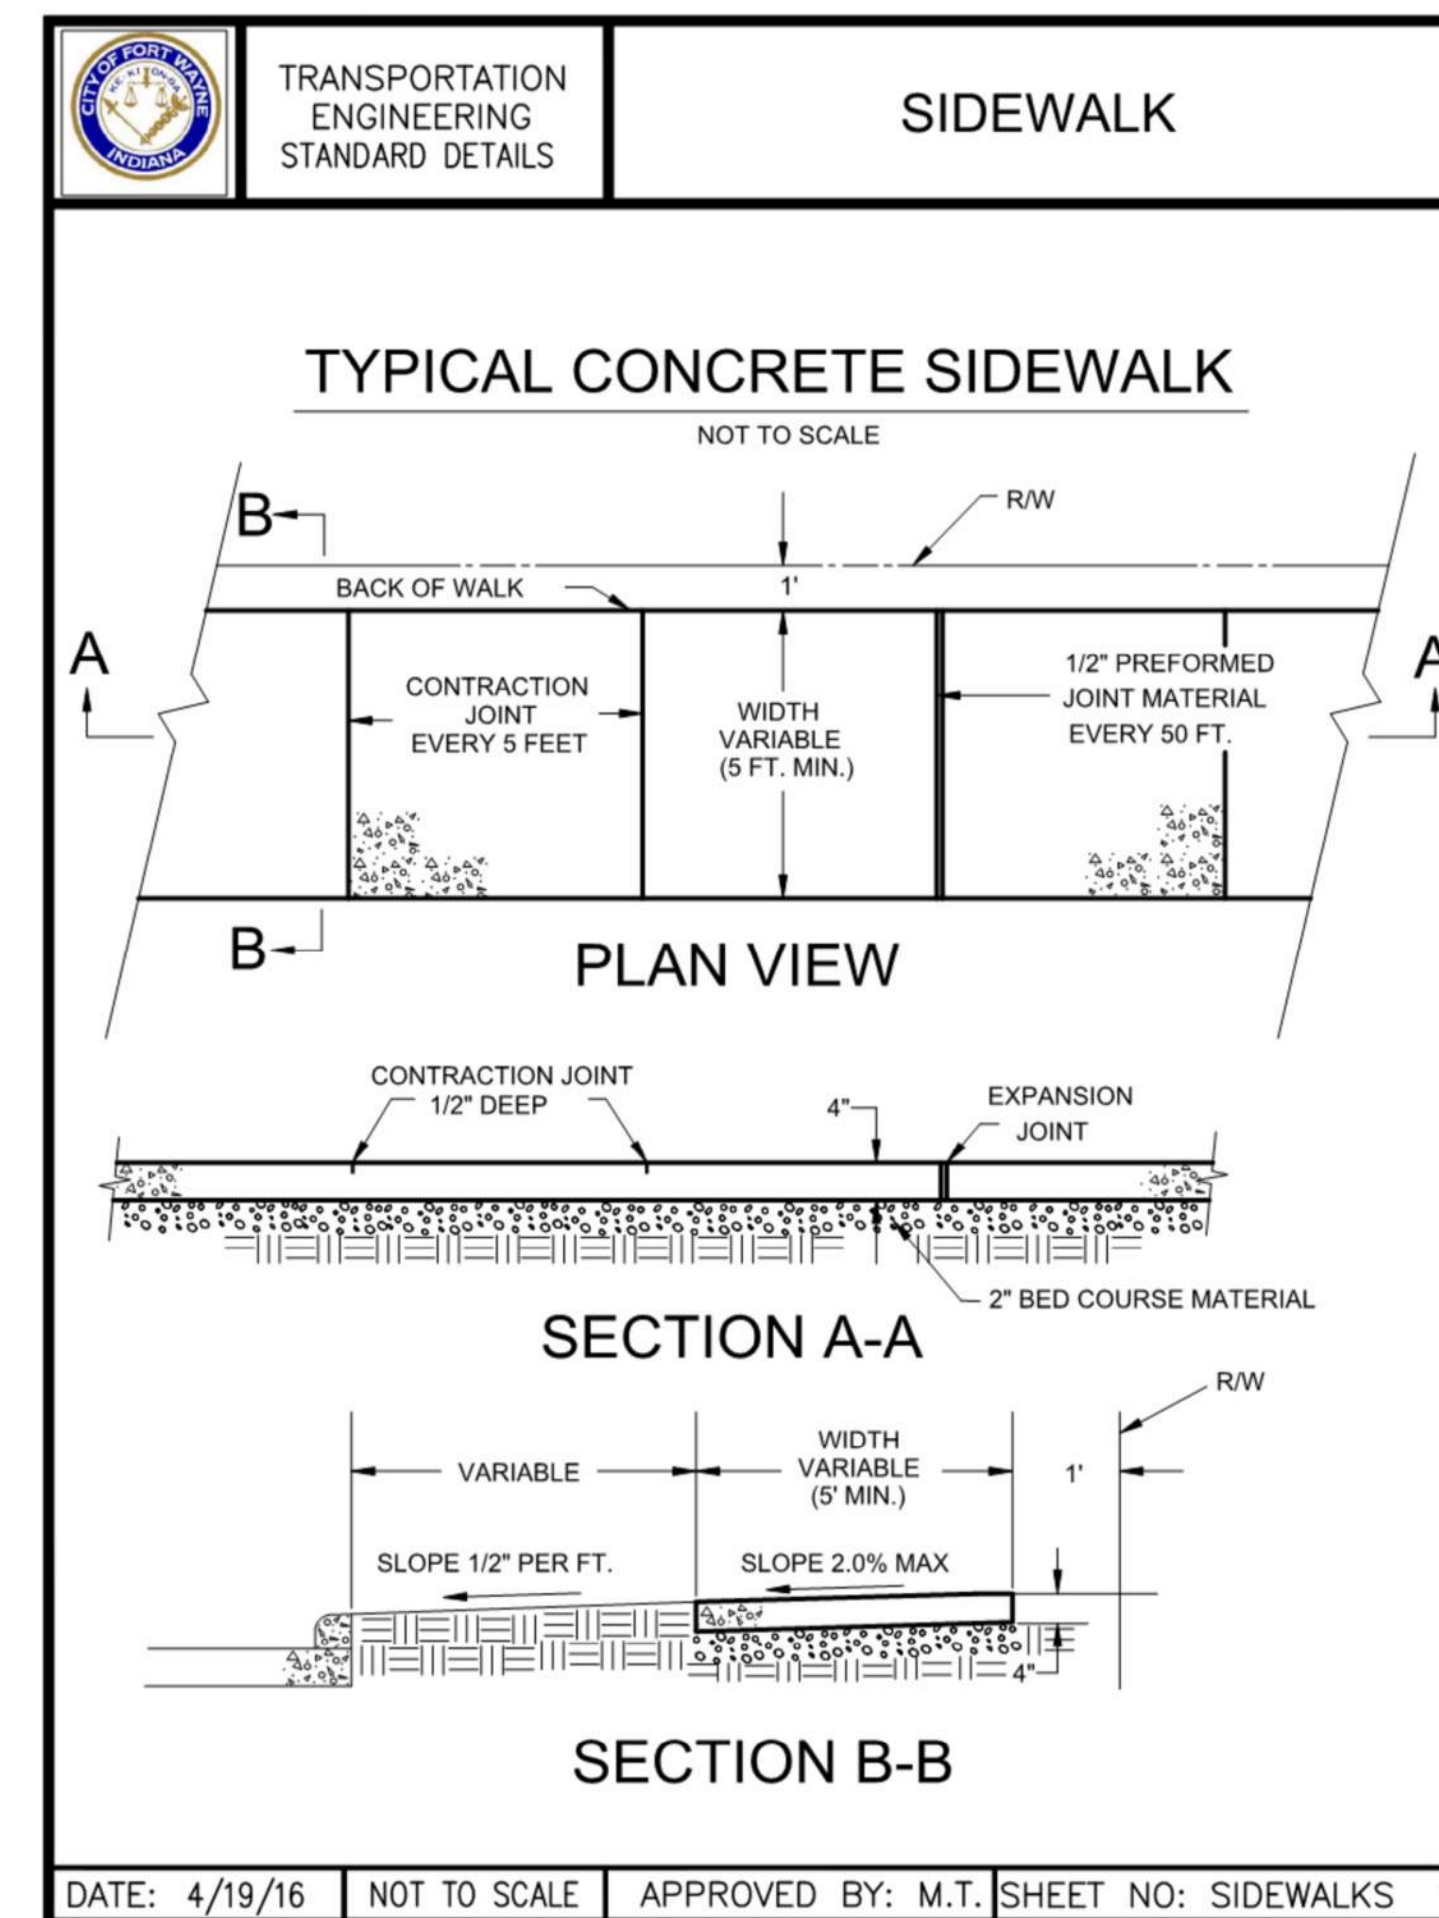 CITY OF FORT WAYNE
INDIANA
TRANSPORTATION
ENGINEERING
STANDARD DETAILS
SIDEWALK
TYPICAL CONCRETE SIDEWALK
NOT TO SCALE
B
R/W
BACK OF WALK
1'
A
A
CONTRACTION
JOINT
EVERY 5 FEET
WIDTH
VARIABLE
(5 FT. MIN.)
1/2" PREFORMED
JOINT MATERIAL
EVERY 50 FT.
B
PLAN VIEW
CONTRACTION JOINT
1/2" DEEP
4"
EXPANSION
JOINT
2" BED COURSE MATERIAL
SECTION A-A
R/W
VARIABLE
WIDTH
VARIABLE
(5' MIN.)
1'
SLOPE 1/2" PER FT.
SLOPE 2.0% MAX
4"
SECTION B-B
DATE: 4/19/16
NOT TO SCALE
APPROVED BY: M.T.
SHEET NO: SIDEWALKS